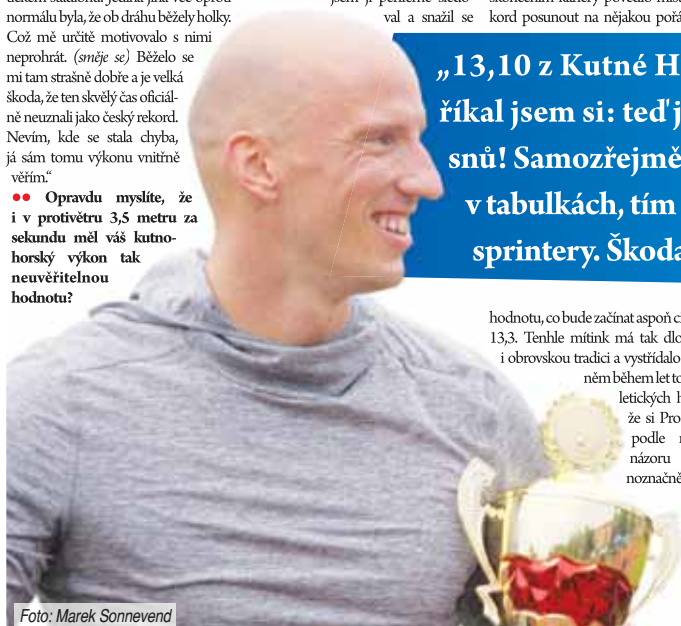 normálu byla, že ob dráhu běžely holky.
Což mě určitě motivovalo s nimi
neprohrát. (směje se) Běželo se
mi tam strašně dobře a je velká
škoda, že ten skvělý čas oficiál-
ně neuznali jako český rekord.
Nevím, kde se stala chyba,
já sám tomu výkonu vnitřně
věřím.“
•• Opravdu myslíte, že
i v protivětru 3,5 metru za
sekundu měl váš kutno-
horský výkon tak
neuvěřitelnou
hodnotu?
val a snažil se
kord posunout na nějakou
„13,10 z Kutné H
říkal jsem si: teď j
snů! Samozřejmě
v tabulkách, tím
sprintery. Škoda
hodnotu, co bude začínat aspoň
13,3. Tenhle mítink má tak
i obrovskou tradici a vystřídalo
něm během let
letických
že si
podle
názoru
noznačně
Foto: Marek Sonnevend